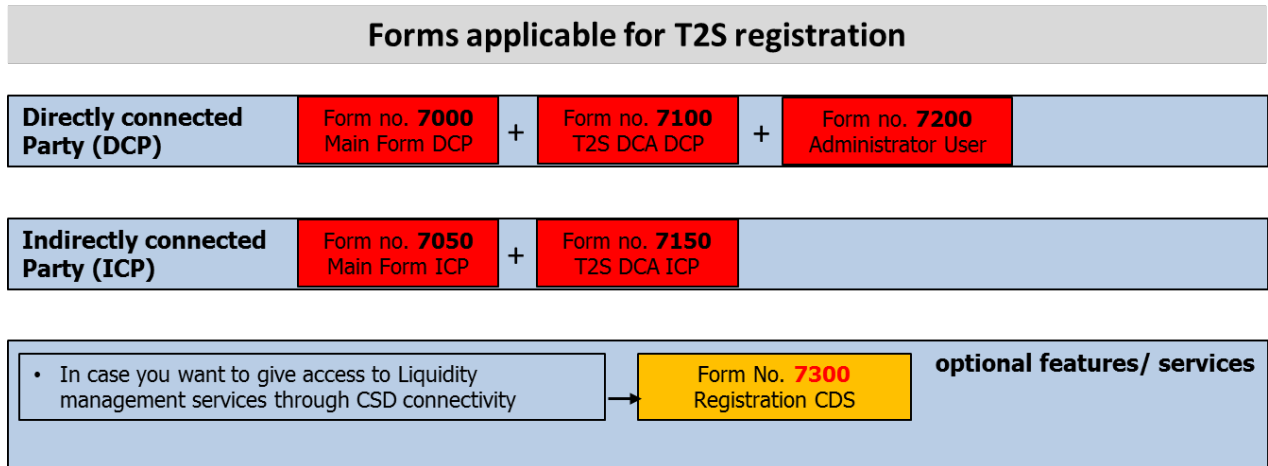 Forms applicable for T2S registration
Directly connected
Party (DCP)
Form no. 7000
Main Form DCP
+
Form no. 7100
T2S DCA DCP
+
Form no. 7200
Administrator User
Indirectly connected
Party (ICP)
Form no. 7050
Main Form ICP
+
Form no. 7150
T2S DCA ICP
• In case you want to give access to Liquidity
management services through CSD connectivity
Form No. 7300
Registration CDS
optional features/ services